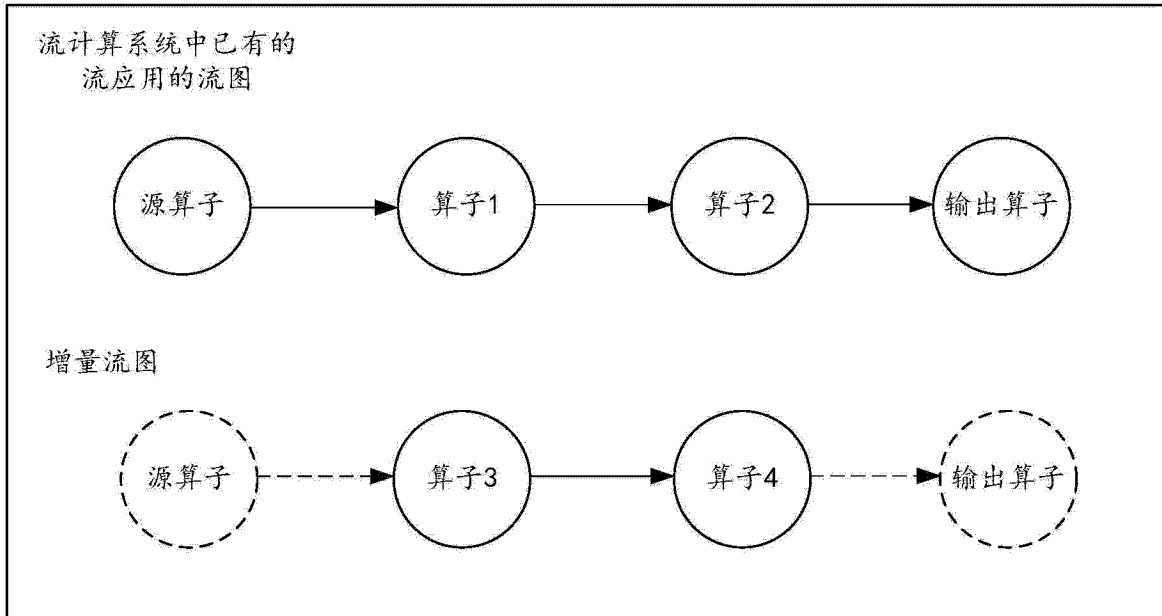 流计算系统中已有的
流应用的流图
源算子
算子1
算子2
输出算子
增量流图
源算子
算子3
算子4
输出算子